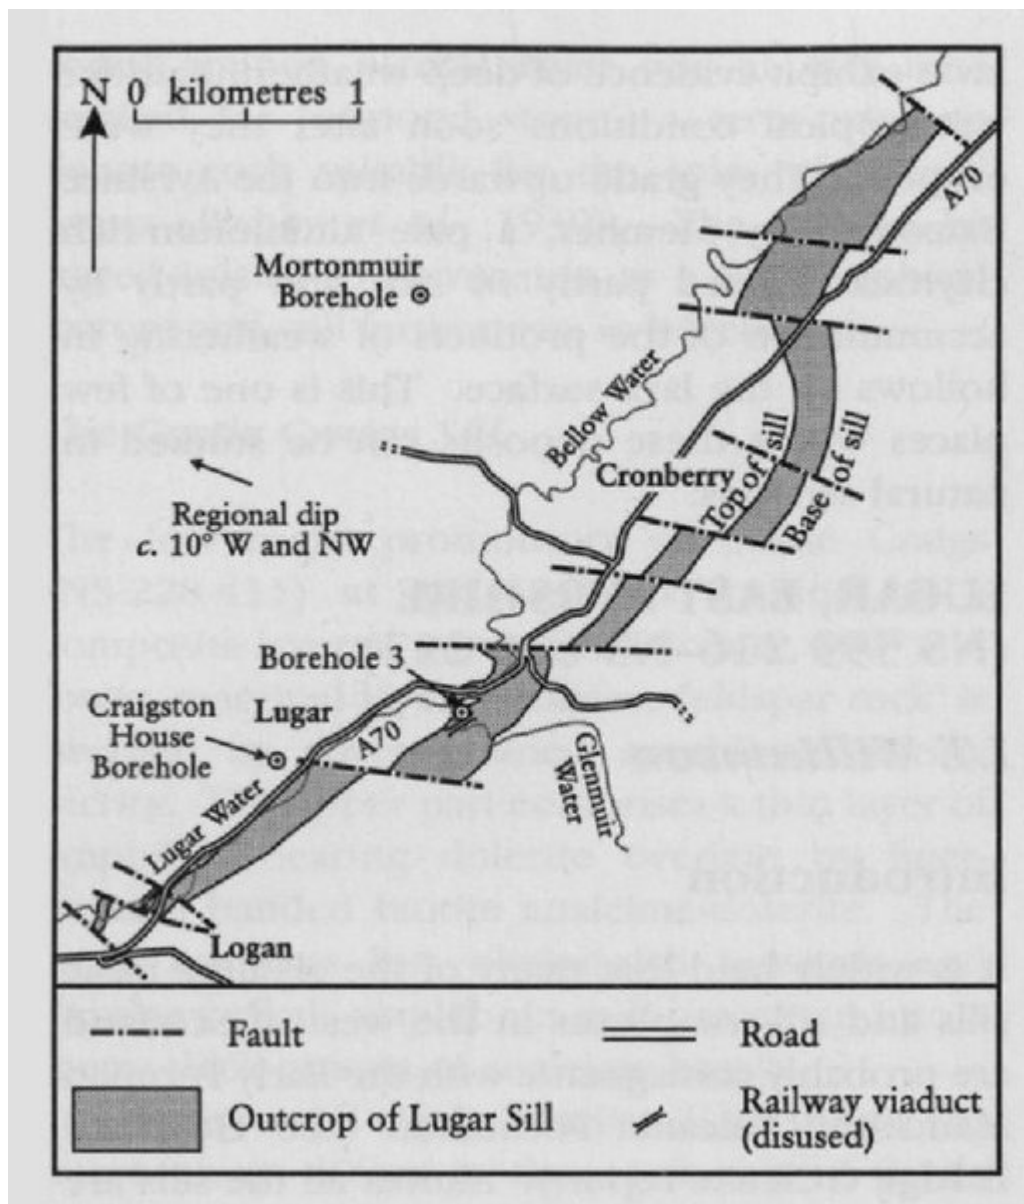 N 0 kilometres 1
A70
Mortonmuir
Borehole
Bellow Water
Cronberry
Top of sill
Base of sill
Regional dip
c. 10° W and NW
Borehole 3
Lugar
Craigston
House
Borehole
A70
Glenmuir
Water
Lugar Water
Logan
Fault
Road
Outcrop of Lugar Sill
Railway viaduct
(disused)